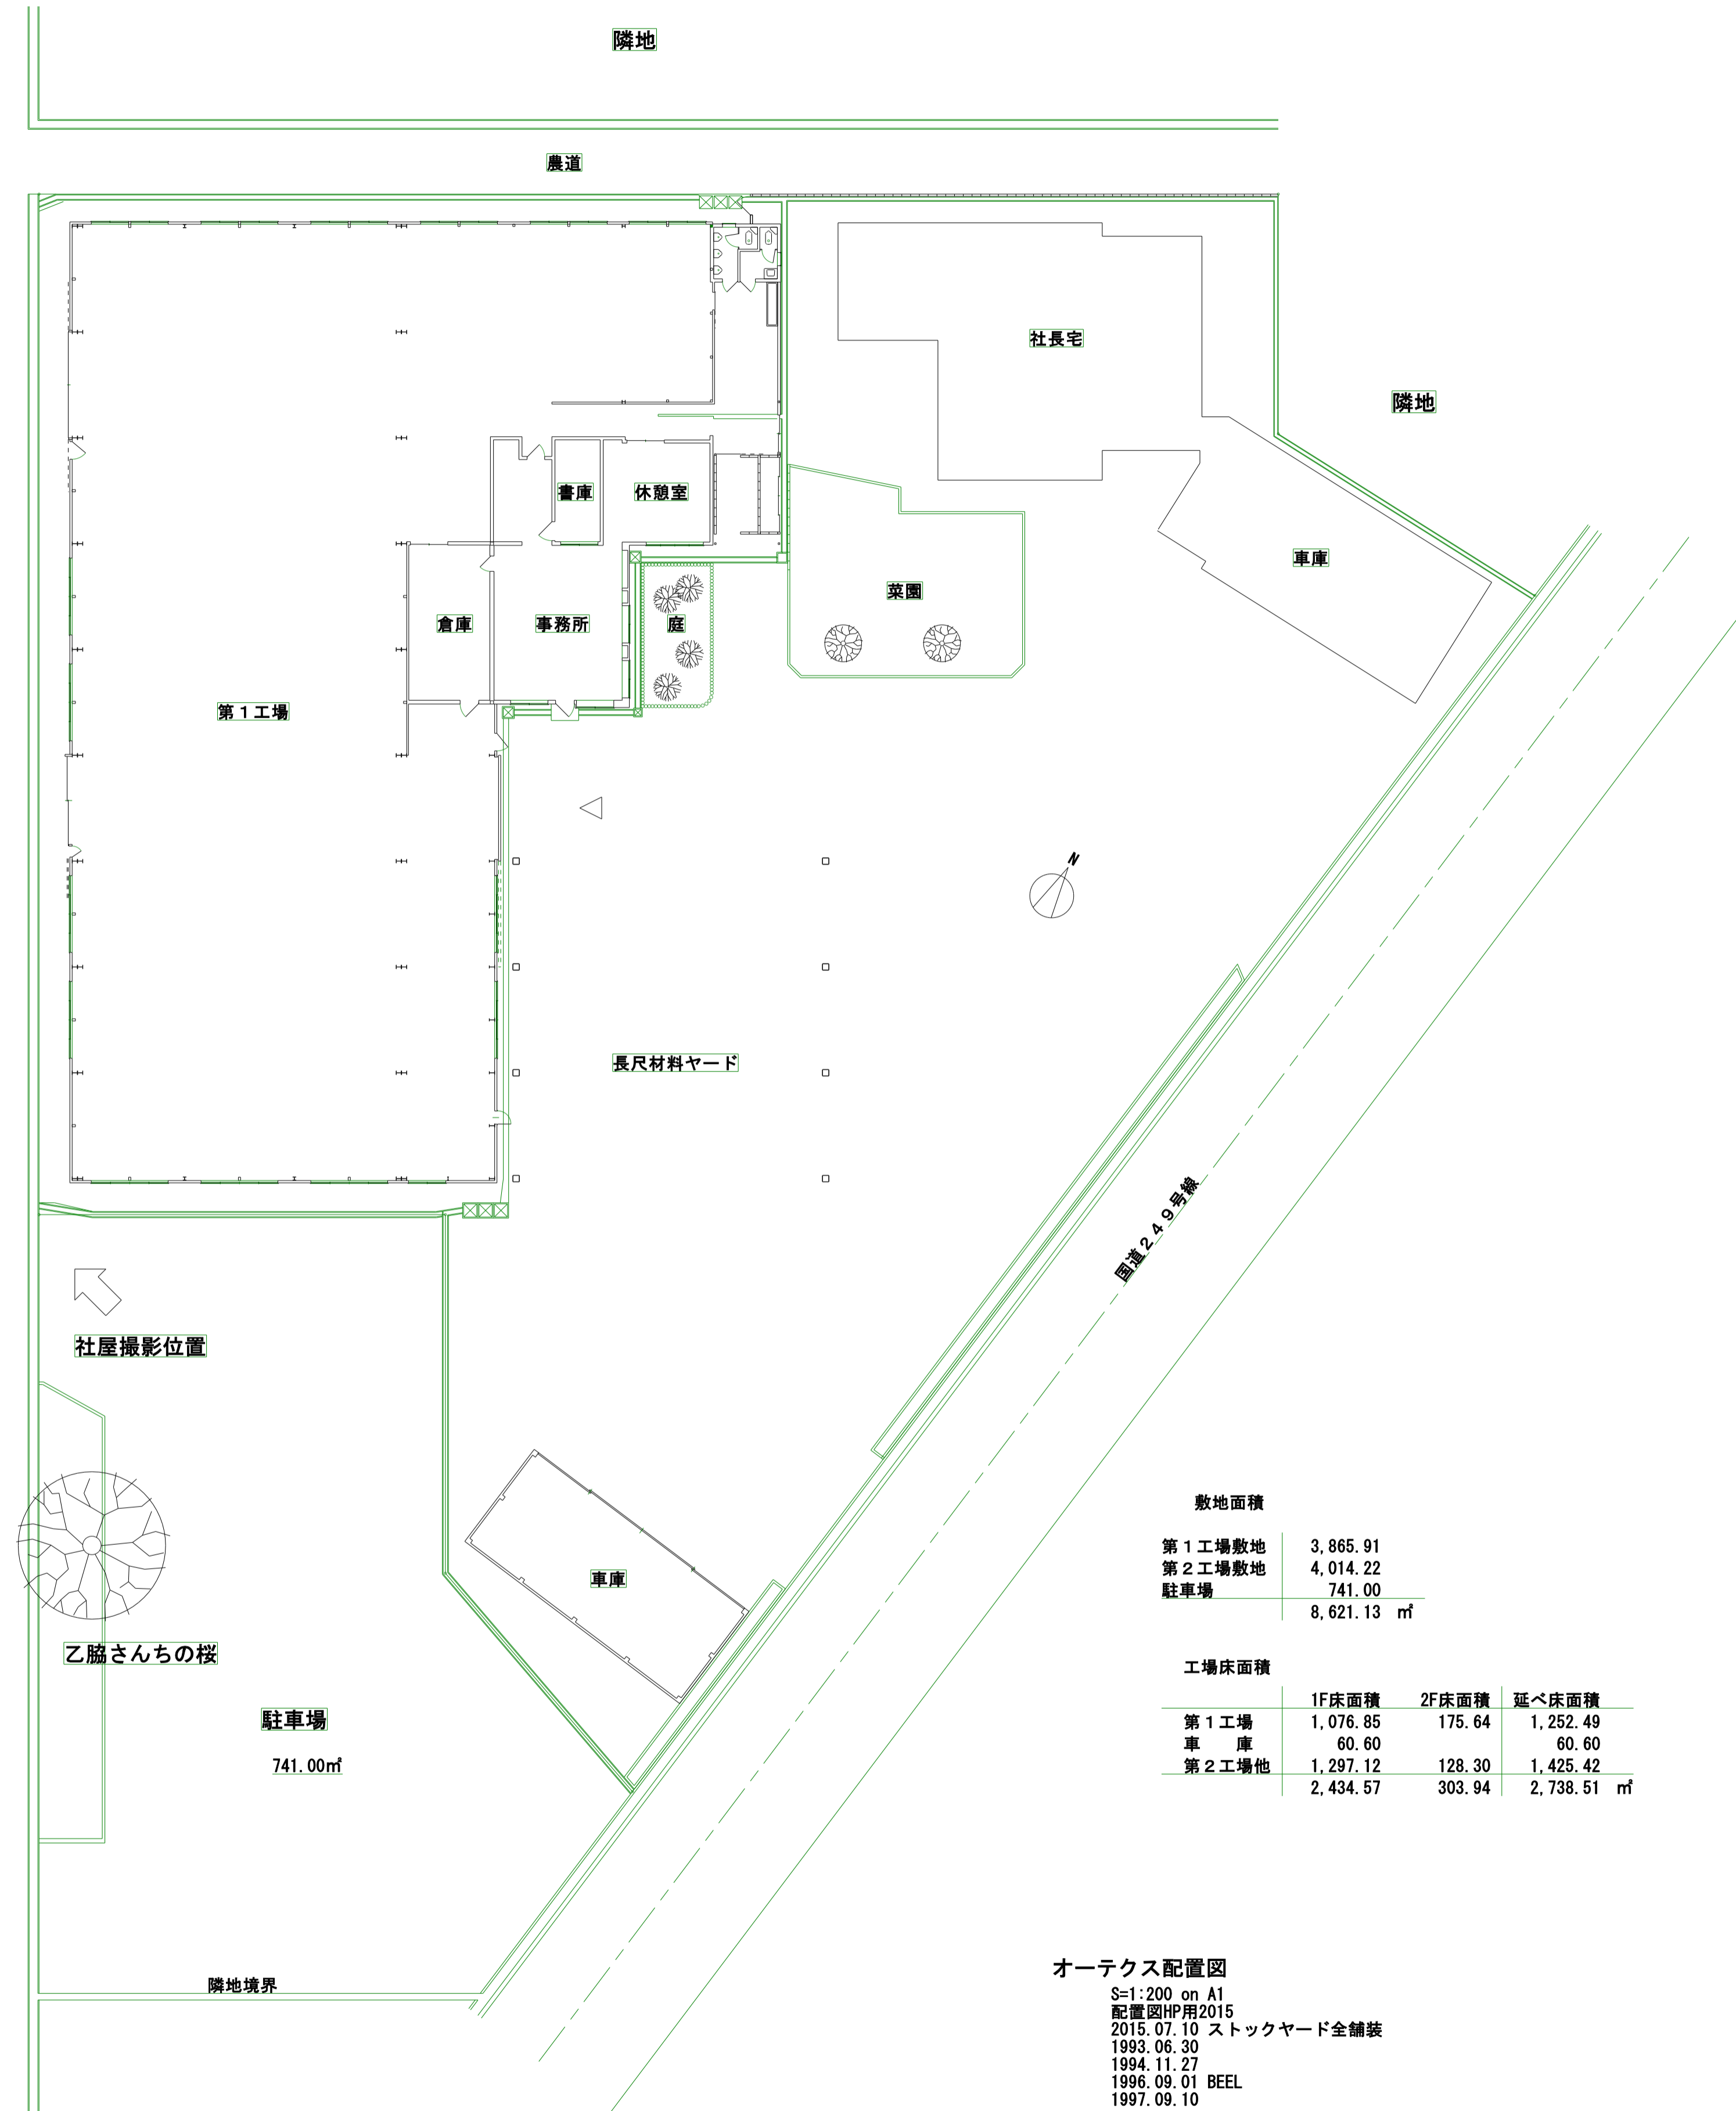 隣地
農道
社長宅
隣地
書庫
休憩室
車庫
菜園
倉庫
事務所
庭
第１工場
N
長尺材料ヤード
国道２４９号線
社屋撮影位置
車庫
乙脇さんちの桜
駐車場
741.00㎡
隣地境界
敷地面積
第１工場敷地 3,865.91
第２工場敷地 4,014.22
駐車場 741.00
8,621.13 ㎡
工場床面積
1F床面積 2F床面積 延べ床面積
第１工場 1,076.85 175.64 1,252.49
車　庫 60.60 60.60
第２工場他 1,297.12 128.30 1,425.42
2,434.57 303.94 2,738.51 ㎡
オーテクス配置図
S=1:200 on A1
配置図HP用2015
2015.07.10 ストックヤード全舗装
1993.06.30
1994.11.27
1996.09.01 BEEL
1997.09.10